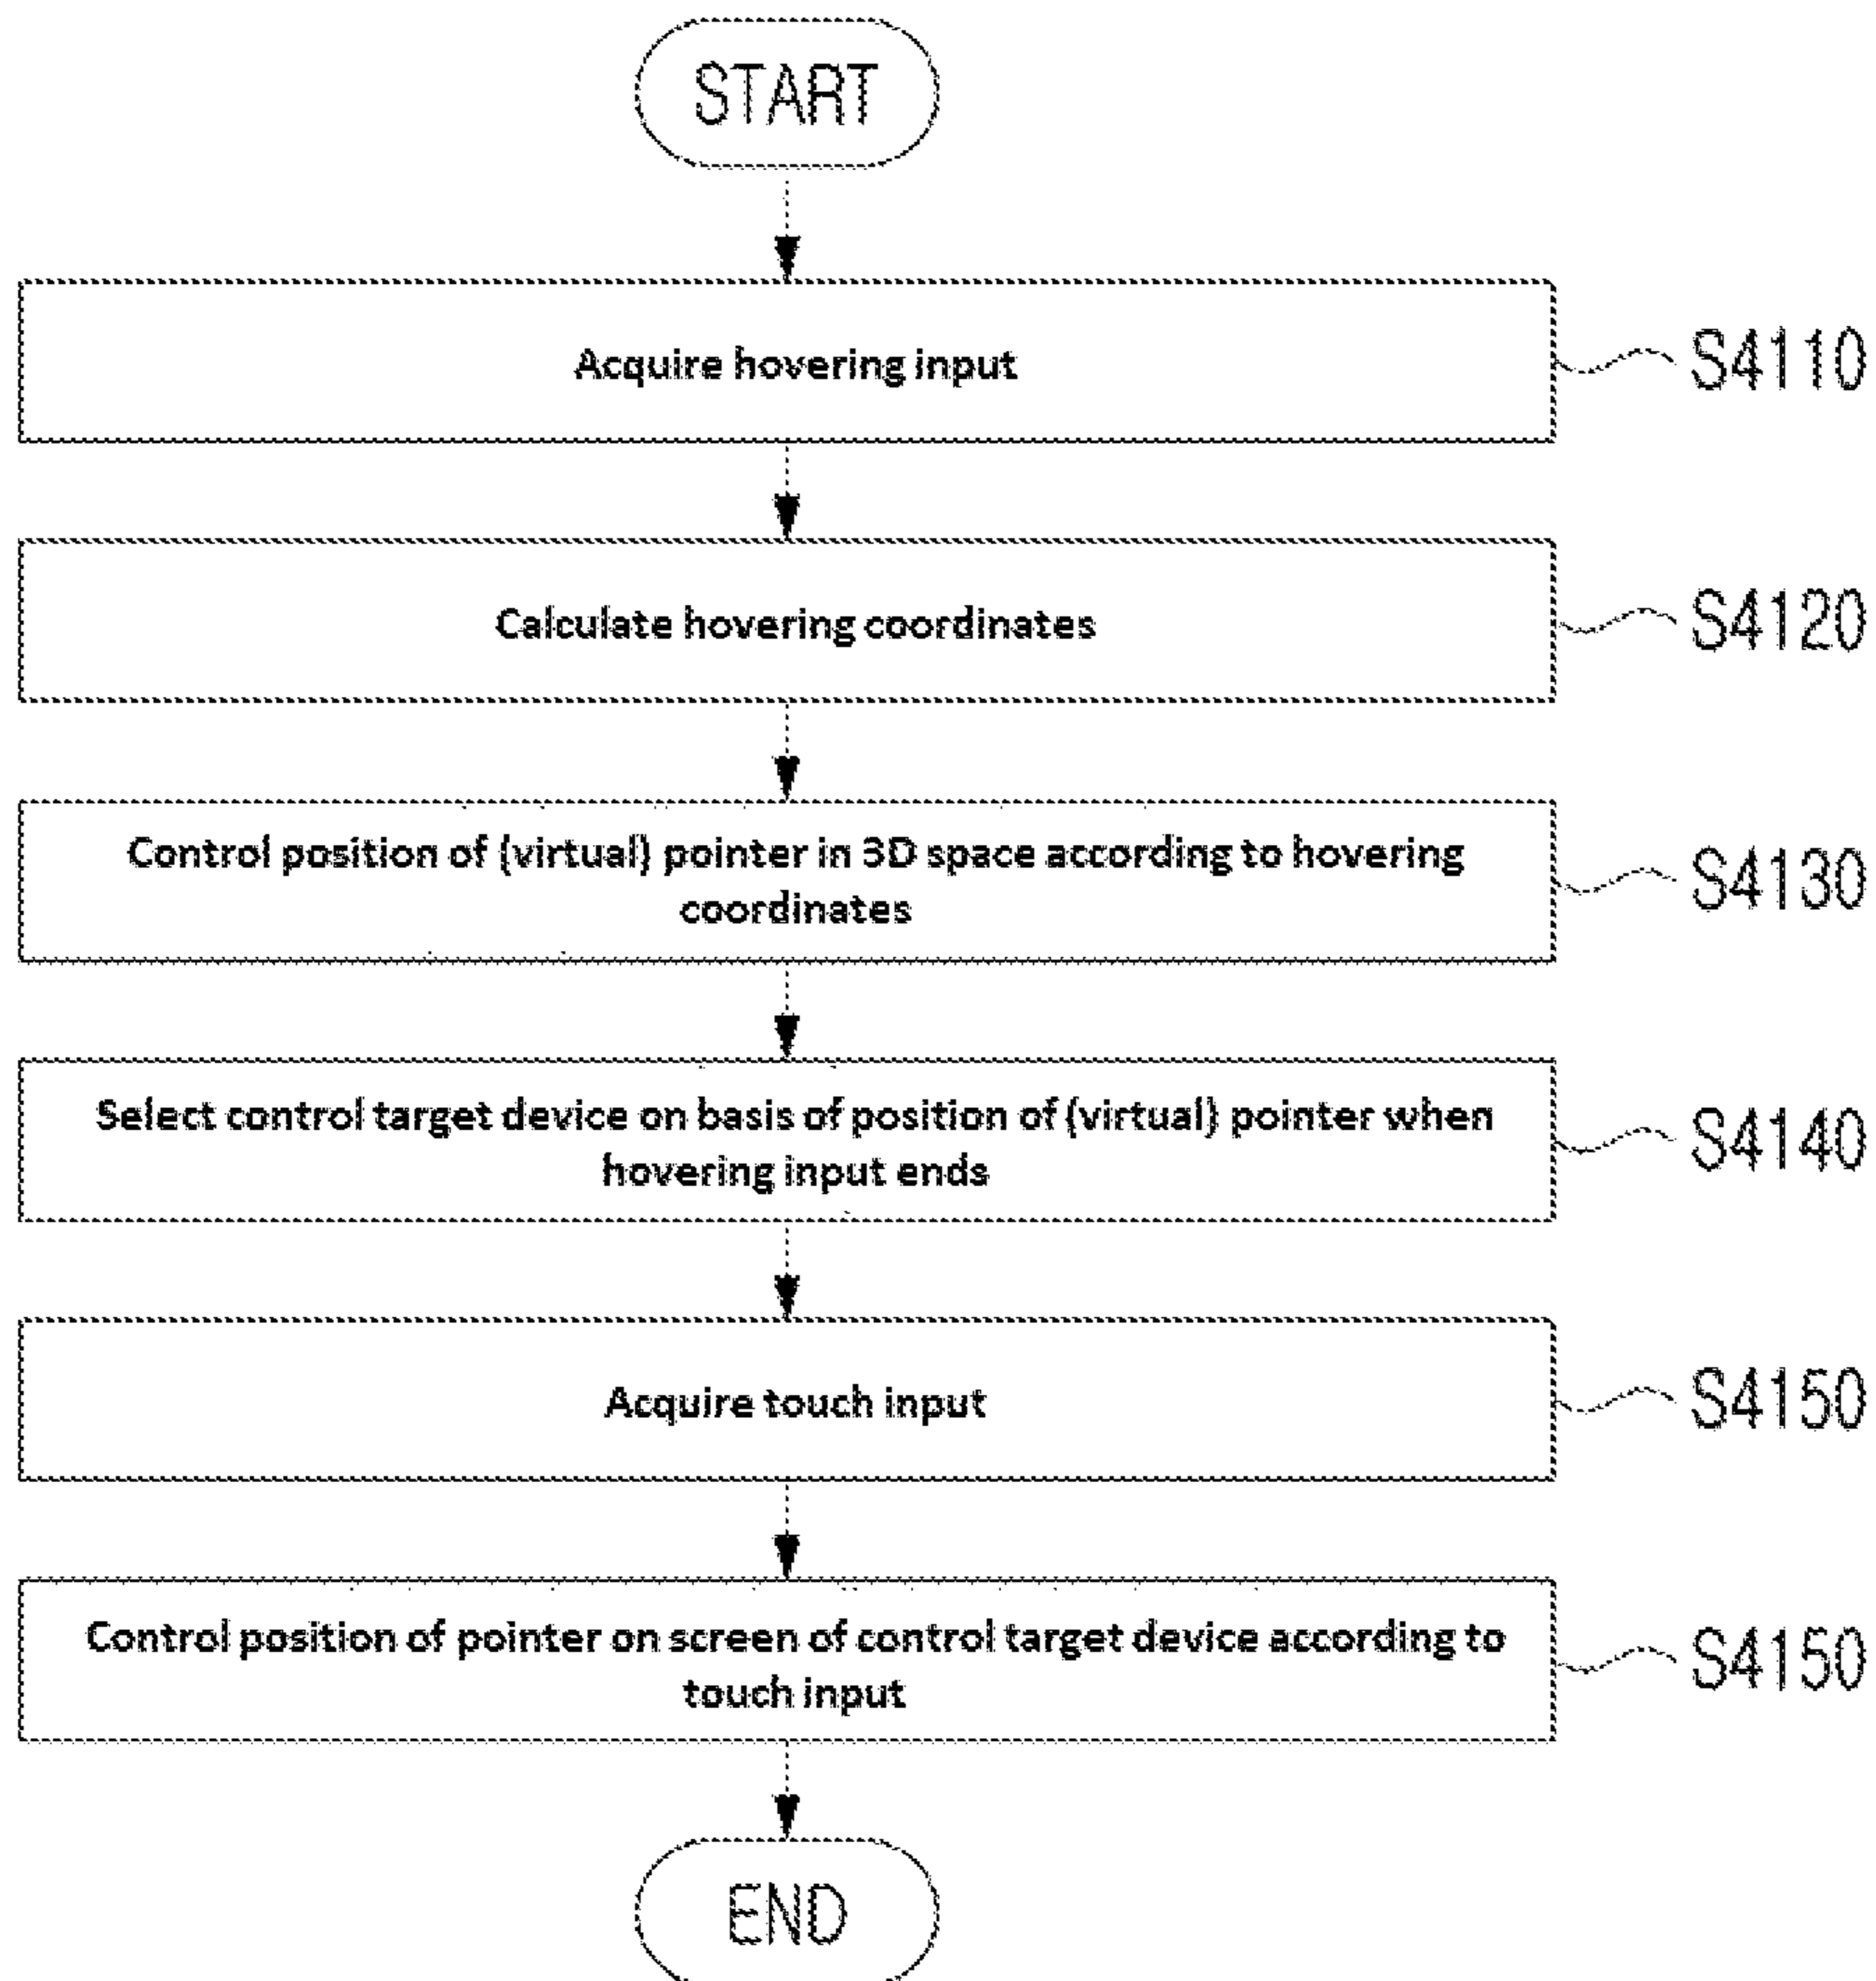 START
Acquire hovering input
S4110
Calculate hovering coordinates
S4120
Control position of (virtual) pointer in 3D space according to hovering
coordinates
S4130
Select control target device on basis of position of (virtual) pointer when
hovering input ends
S4140
Acquire touch input
S4150
Control position of pointer on screen of control target device according to
touch input
S4150
END